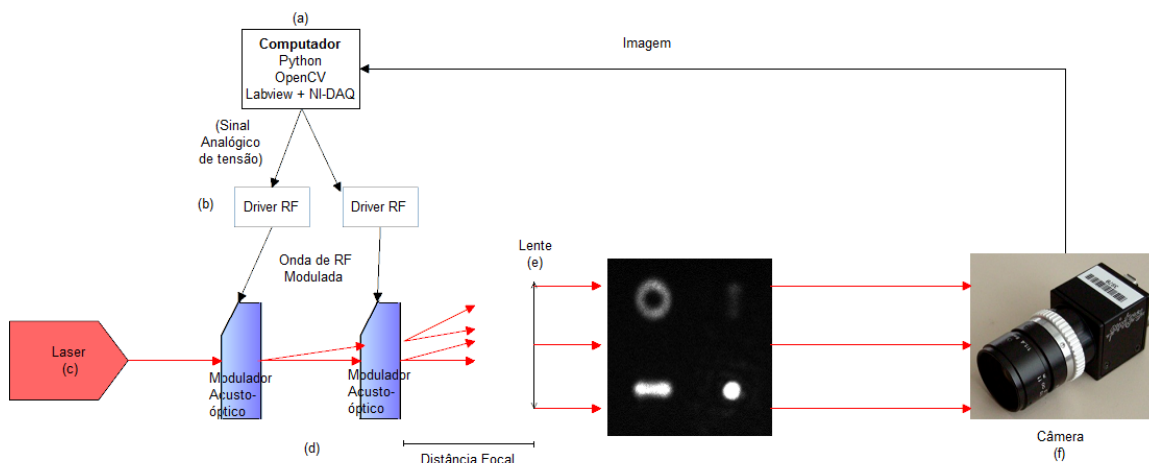 (a)
Computador
Python
OpenCV
Labview + NI-DAQ
Imagem
(Sinal
Analógico
de tensão)
(b)
Driver RF
Driver RF
Onda de RF
Modulada
Lente
(e)
Laser
(c)
Modulador
Acusto-
óptico
Modulador
Acusto-
óptico
(d)
Distância Focal
Câmera
(f)